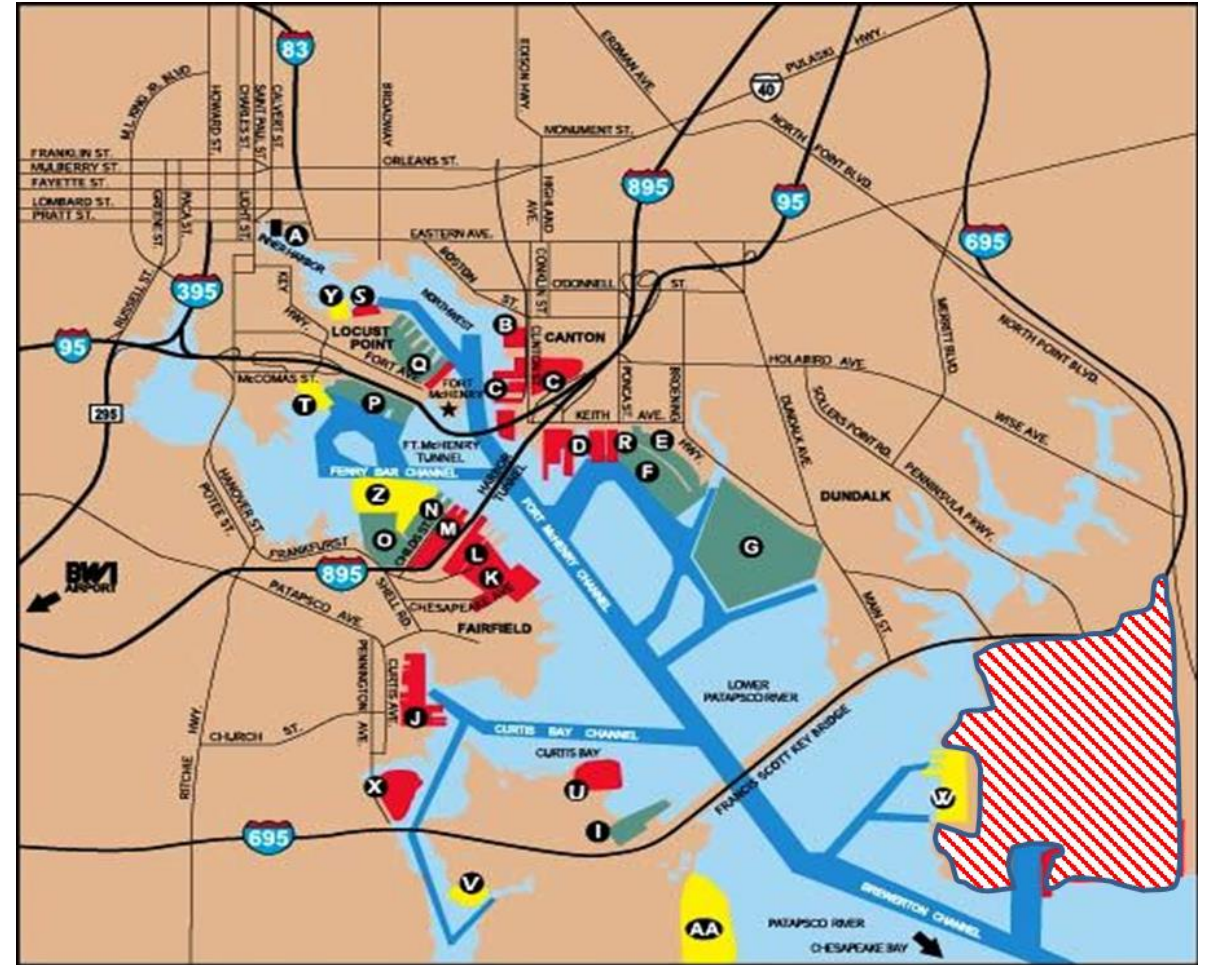 83
EDISON HWY
ERDMAN AVE.
PULASKI HWY.
40
M.L. KING JR. BLVD
HOWARD ST.
CHARLES ST.
SAINT PAUL ST.
CALVERT ST
BROADWAY
MONUMENT ST.
NORTH POINT BLVD.
FRANKLIN ST.
MULBERRY ST.
FAYETTE ST.
LOMBARD ST.
PRATT ST.
ORLEANS ST.
895
95
695
GREENE ST.
PACA ST.
LIGHT ST.
HIGHLAND AVE.
A
INNER HARBOR
EASTERN AVE.
BOSTON ST.
CONKLIN ST.
O'DONNELL ST.
RUSSELL ST.
395
KEY HWY.
Y
S
NORTHWEST
B
CLINTON ST.
CANTON
MERRITT BLVD
NORTH POINT BLVD.
95
LOCUST
POINT
FORT AVE.
Q
FORT
McHENRY
C
C
PONCA ST.
BROENING HWY.
HOLABIRD AVE.
McCOMAS ST.
T
P
295
KEITH AVE.
DUNDALK AVE.
SOLLERS POINT RD.
WISE AVE.
FT. McHENRY
TUNNEL
HARBOR
TUNNEL
D
R
E
F
PENNINSULA PKWY.
FERRY BAR CHANNEL
HANOVER ST.
POTEE ST.
Z
N
M
O
CHILDS ST.
FORT McHENRY CHANNEL
DUNDALK
G
FRANKFURST
L
K
BWI
AIRPORT
895
PATAPSCO AVE.
SHELL RD.
CHESAPEAKE AVE
FAIRFIELD
MAIN ST.
PENNINGTON AVE.
CURTIS AVE.
J
LOWER
PATAPSCO RIVER
RITCHIE HWY.
CHURCH ST.
CURTIS BAY CHANNEL
CURTIS BAY
FRANCIS SCOTT KEY BRIDGE
X
U
W
695
I
V
AA
BREWERTON CHANNEL
PATAPSCO RIVER
CHESAPEAKE BAY